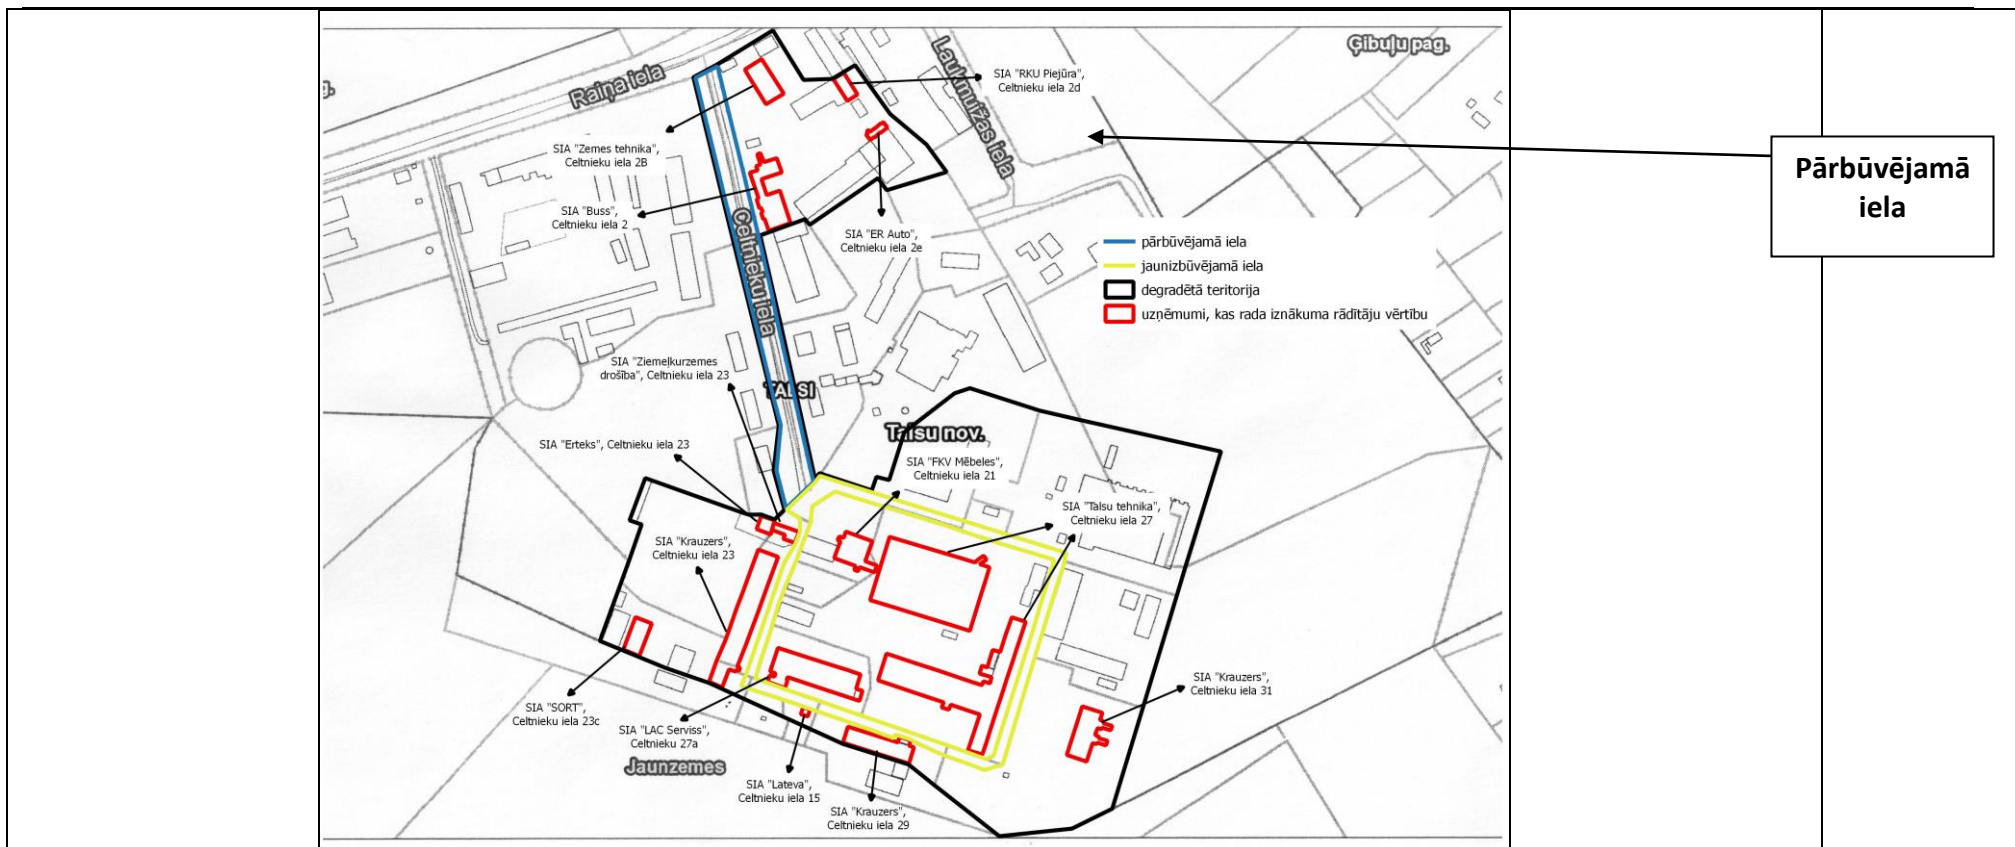 Ģibuļu pag.
g.
Raiņa iela
Laukmuižas iela
SIA "RKU Piejūra",
Celtnieku iela 2d
SIA "Zemes tehnika",
Celtnieku iela 2B
Pārbūvējamā
iela
SIA "Buss",
Celtnieku iela 2
SIA "ER Auto",
Celtnieku iela 2e
Celtnieku iela
pārbūvējamā iela
jaunizbūvējamā iela
degradētā teritorija
uzņēmumi, kas rada iznākuma rādītāju vērtību
SIA "Ziemeļkurzemes
drošība", Celtnieku iela 23
TALSI
Talsu nov.
SIA "Erteks", Celtnieku iela 23
SIA "FKV Mēbeles",
Celtnieku iela 21
SIA "Talsu tehnika",
Celtnieku iela 27
SIA "Krauzers",
Celtnieku iela 23
SIA "Krauzers",
Celtnieku iela 31
SIA "SORT",
Celtnieku iela 23c
SIA "LAC Serviss",
Celtnieku 27a
Jaunzemes
SIA "Lateva",
Celtnieku iela 15
SIA "Krauzers",
Celtnieku iela 29